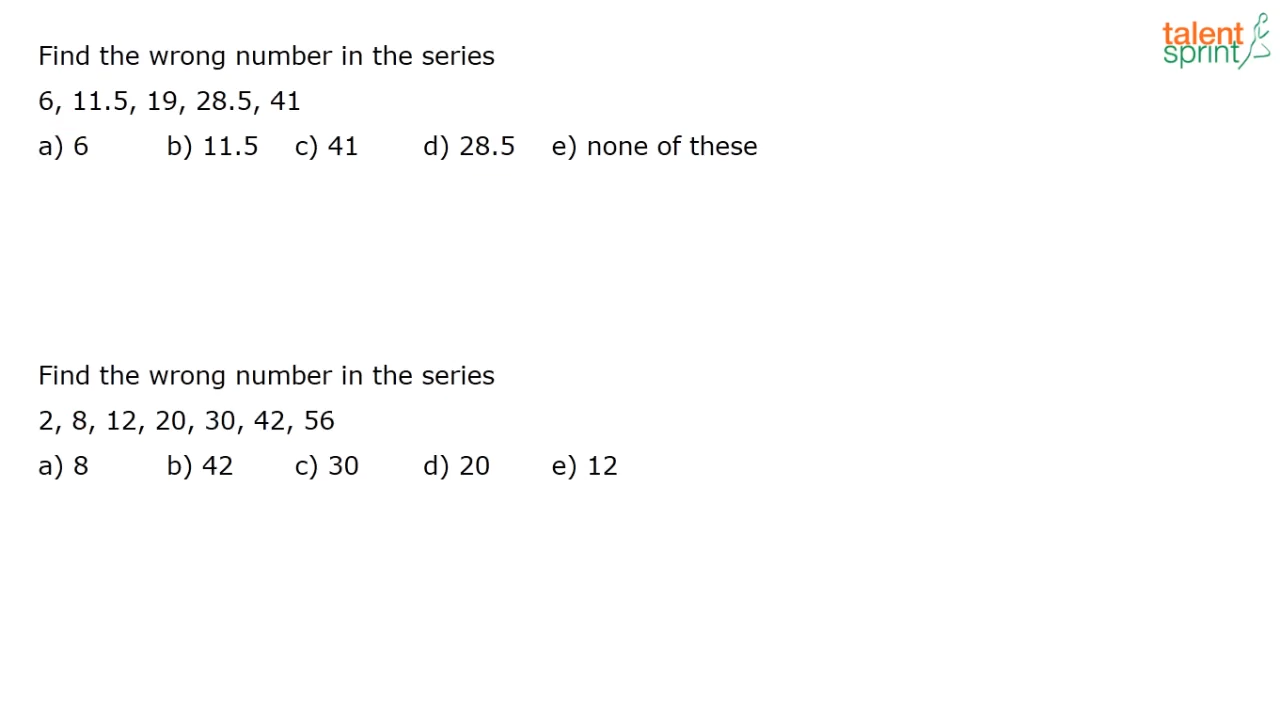 talent
sprint
Find the wrong number in the series
6, 11.5, 19, 28.5, 41
a) 6 b) 11.5 c) 41 d) 28.5 e) none of these
Find the wrong number in the series
2, 8, 12, 20, 30, 42, 56
a) 8 b) 42 c) 30 d) 20 e) 12